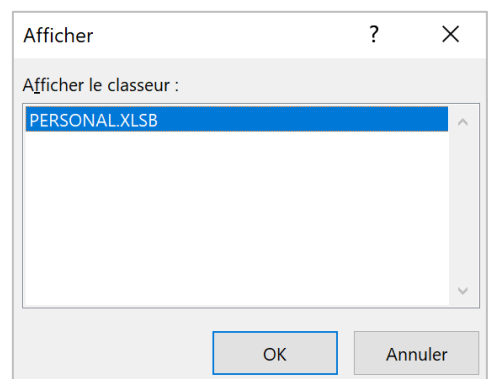 Afficher ?
Afficher le classeur :
PERSONAL.XLSB
OK Annuler